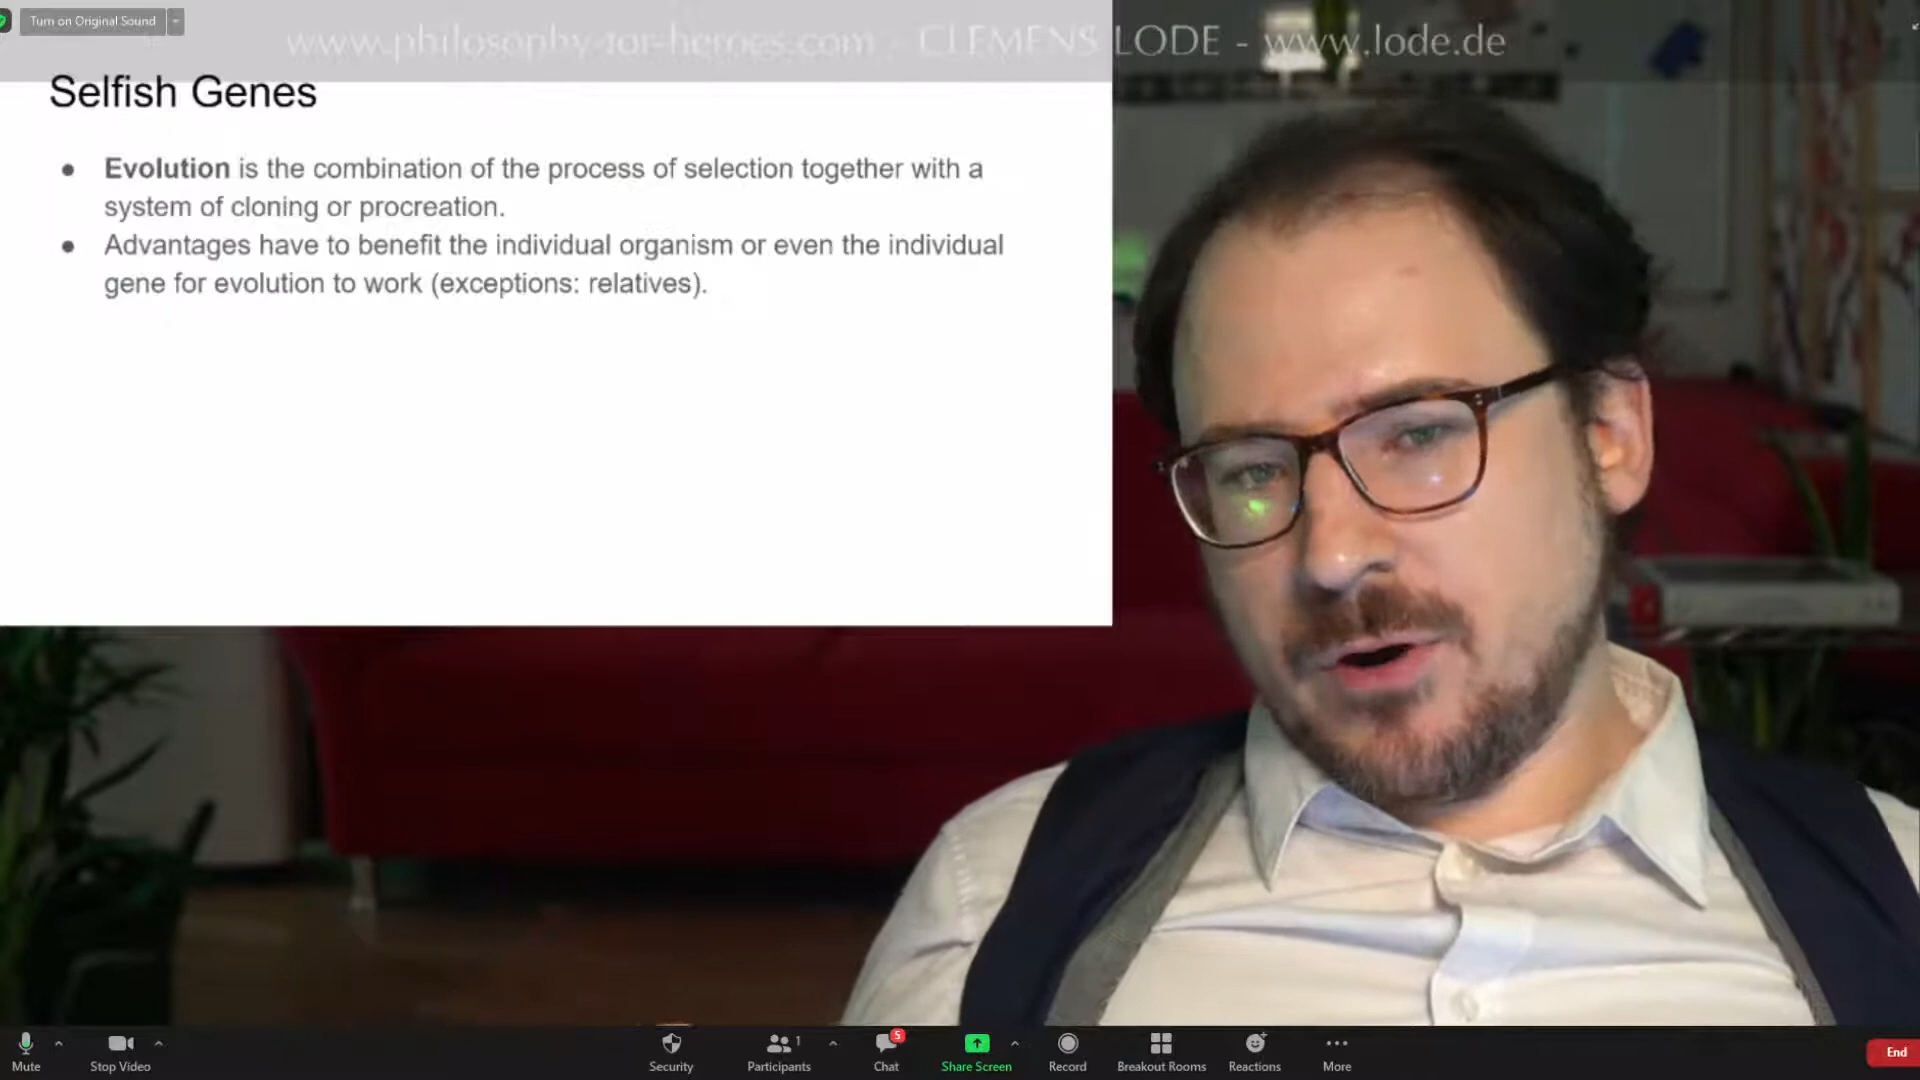 Turn on Original Sound
www.philosophy-for-heroes.com - CLEMENS LODE - www.lode.de
Selfish Genes
● Evolution is the combination of the process of selection together with a
system of cloning or procreation.
● Advantages have to benefit the individual organism or even the individual
gene for evolution to work (exceptions: relatives).
Mute
Stop Video
Security
1
Participants
5
Chat
Share Screen
Record
Breakout Rooms
Reactions
More
End